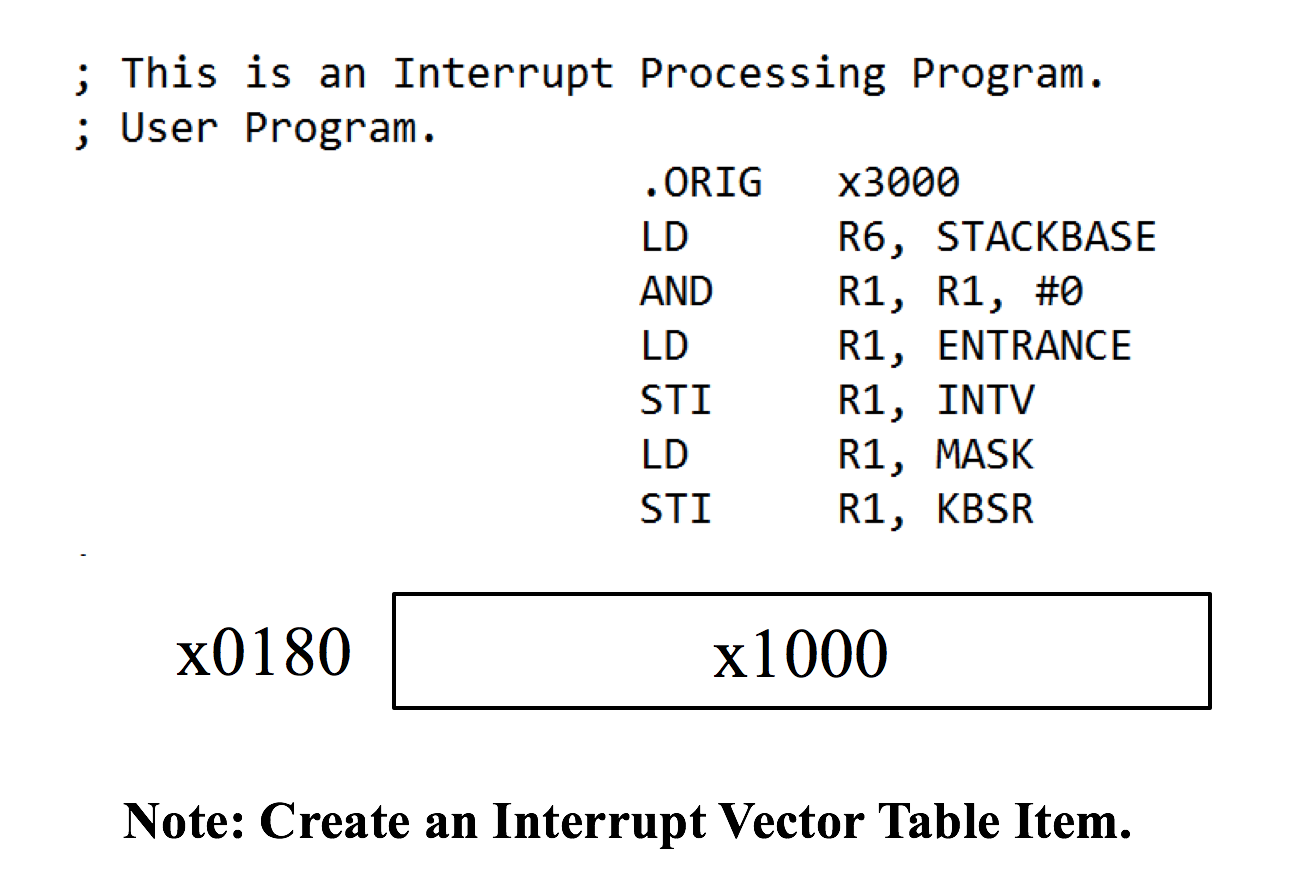 ; This is an Interrupt Processing Program.
; User Program.
.ORIG x3000
LD R6, STACKBASE
AND R1, R1, #0
LD R1, ENTRANCE
STI R1, INTV
LD R1, MASK
STI R1, KBSR
-
x0180 x1000
Note: Create an Interrupt Vector Table Item.